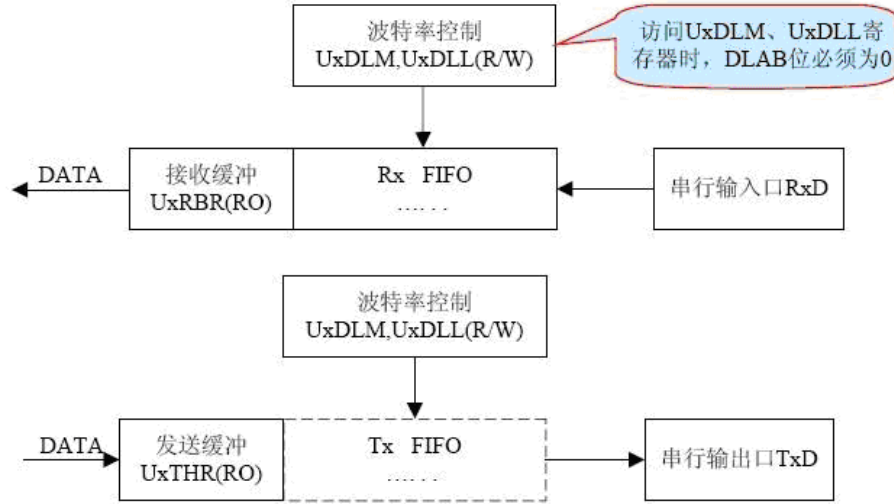 波特率控制
UxDLM,UxDLL(R/W)
访问UxDLM、UxDLL寄
存器时，DLAB位必须为0
DATA
接收缓冲
UxRBR(RO)
Rx FIFO
……
串行输入口RxD
波特率控制
UxDLM,UxDLL(R/W)
DATA
发送缓冲
UxTHR(RO)
Tx FIFO
……
串行输出口TxD